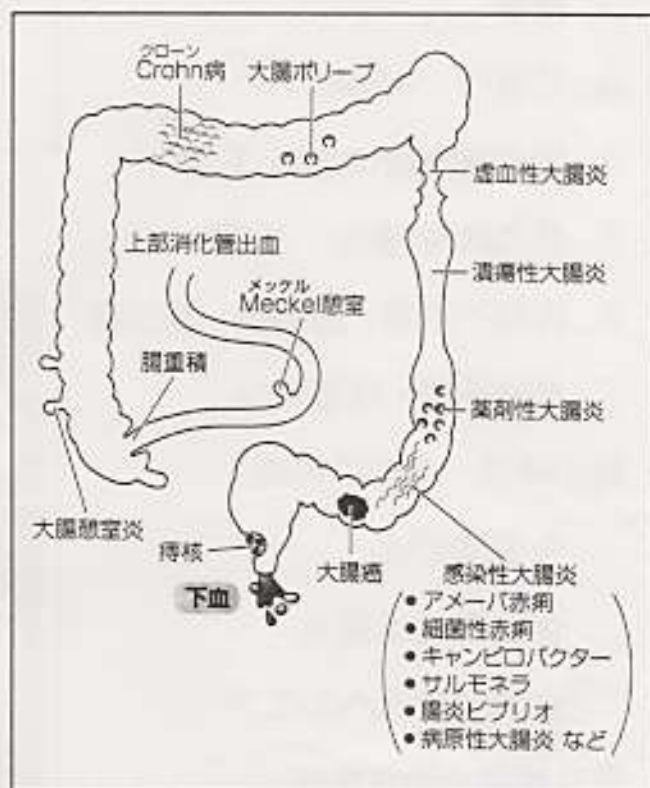 クローン
Crohn病
大腸ポリープ
虚血性大腸炎
上部消化管出血
潰瘍性大腸炎
メッケル
Meckel憩室
腸重積
薬剤性大腸炎
大腸憩室炎
痔核
大腸癌
感染性大腸炎
下血
• アメーバ赤痢
• 細菌性赤痢
• キャンピロバクター
• サルモネラ
• 腸炎ビブリオ
• 病原性大腸炎 など